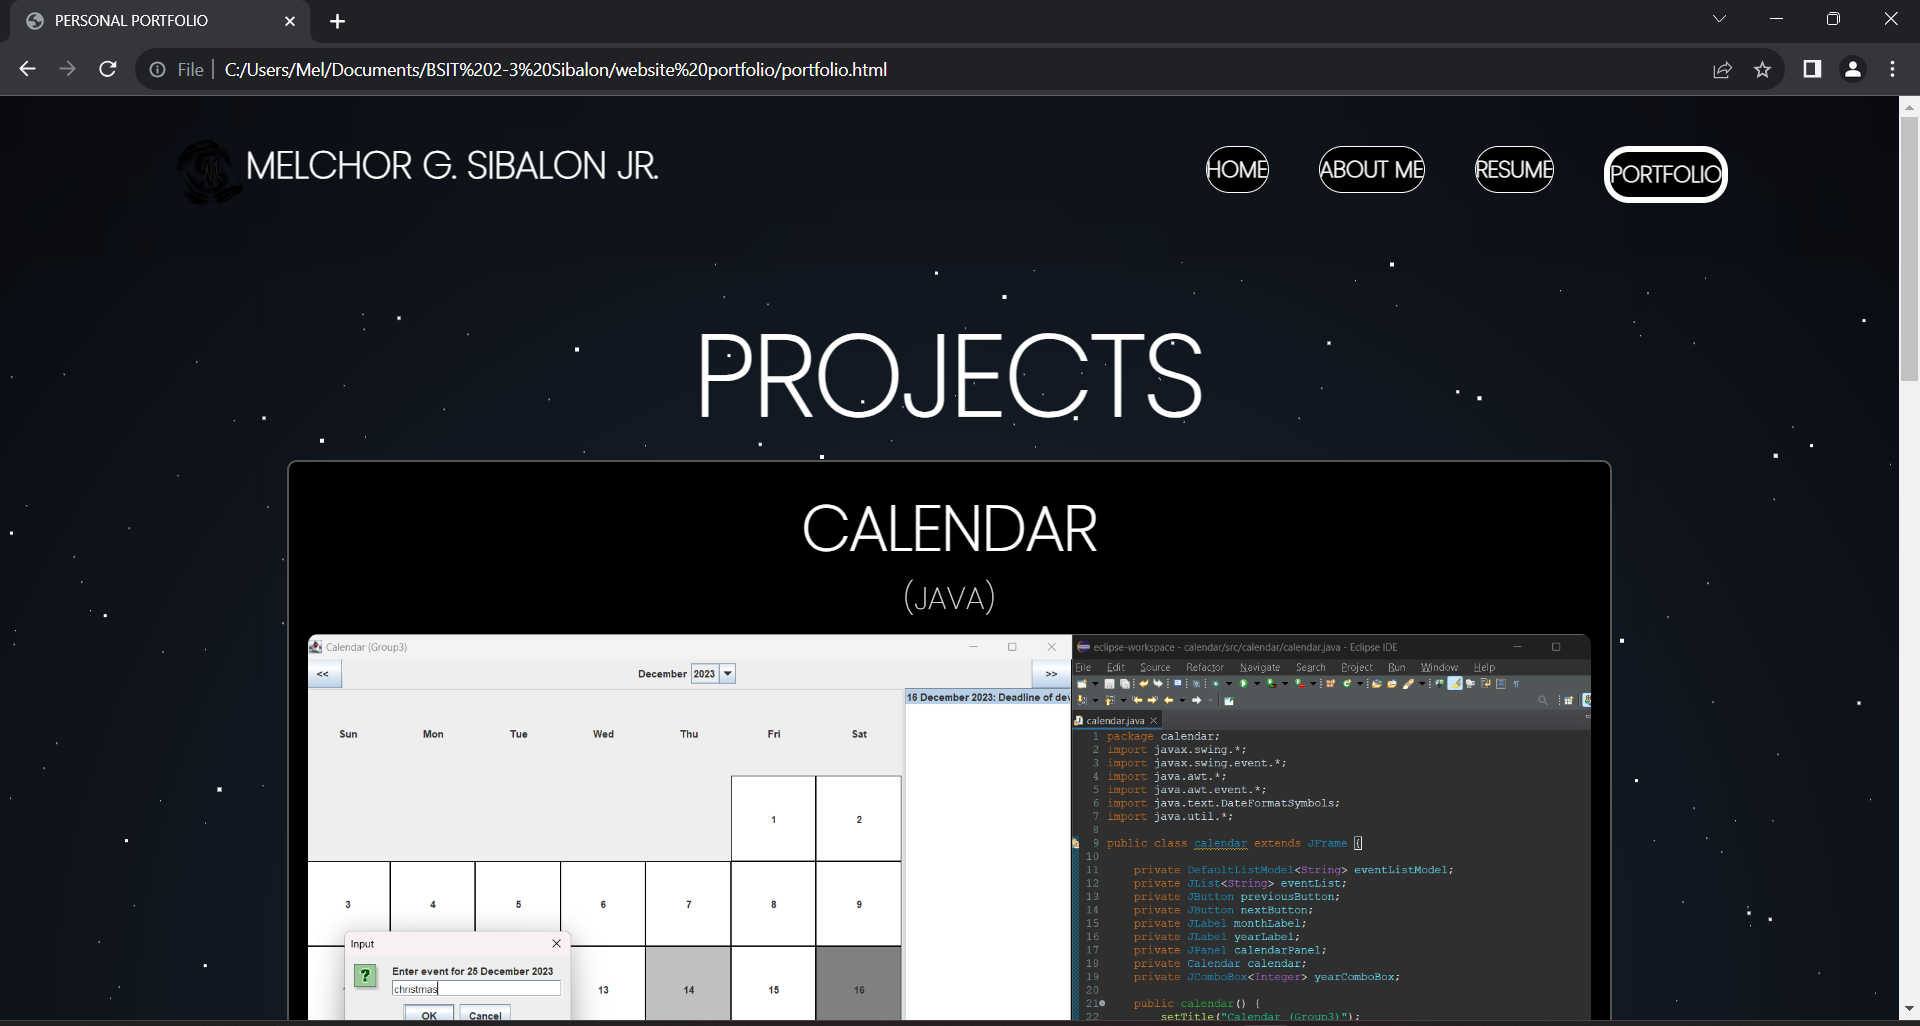 PERSONAL PORTFOLIO
File
C:/Users/Mel/Documents/BSIT%202-3%20Sibalon/website%20portfolio/portfolio.html
MELCHOR G. SIBALON JR.
HOME
ABOUT ME
RESUME
PORTFOLIO
PROJECTS
CALENDAR
(JAVA)
Calendar (Group3)
<<
December 2023
>>
16 December 2023: Deadline of dev
Sun Mon Tue Wed Thu Fri Sat
1 2
3 4 5 6 7 8 9
13 14 15 16
Input
Enter event for 25 December 2023
christmas
OK Cancel
eclipse-workspace - calendar/src/calendar/calendar.java - Eclipse IDE
File Edit Source Refactor Navigate Search Project Run Window Help
calendar.java
1 package calendar;
2 import javax.swing.*;
3 import javax.swing.event.*;
4 import java.awt.*;
5 import java.awt.event.*;
6 import java.text.DateFormatSymbols;
7 import java.util.*;
8
9 public class calendar extends JFrame {
10
11 private DefaultListModel<String> eventListModel;
12 private JList<String> eventList;
13 private JButton previousButton;
14 private JButton nextButton;
15 private JLabel monthLabel;
16 private JLabel yearLabel;
17 private JPanel calendarPanel;
18 private Calendar calendar;
19 private JComboBox<Integer> yearComboBox;
20
21 public calendar() {
22 setTitle("Calendar (Group3)");